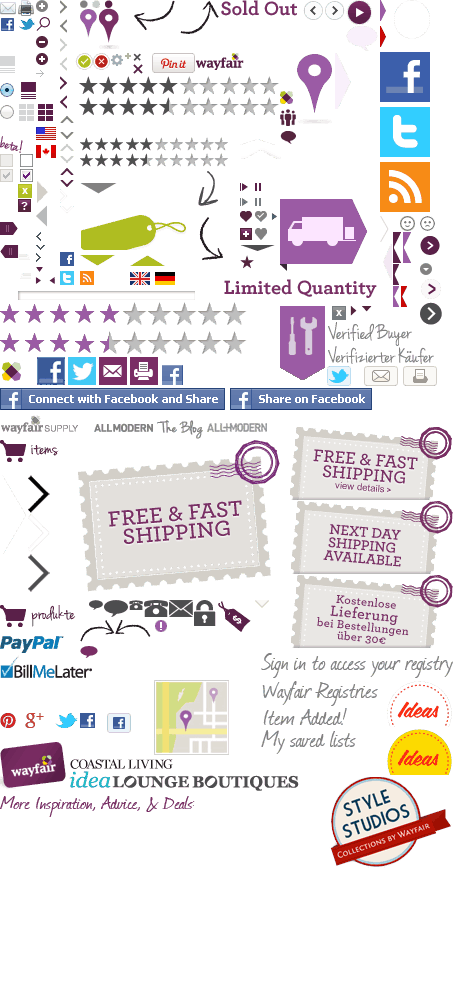 Sold Out
Pin it
wayfair
beta!
x
?
Limited Quantity
x
Verified Buyer
Verifizierter Käufer
Connect with Facebook and Share
Share on Facebook
wayfair SUPPLY
ALLMODERN
The Blog
ALLMODERN
items
FREE & FAST
SHIPPING
FREE & FAST
SHIPPING
view details >
NEXT DAY
SHIPPING
AVAILABLE
Kostenlose
Lieferung
bei Bestellungen
über 30€
produkte
PayPal
BillMeLater
Sign in to access your registry
Wayfair Registries
Item Added!
My saved lists
Ideas
Ideas
wayfair
COASTAL LIVING
idea LOUNGE BOUTIQUES
More Inspiration, Advice, & Deals:
STYLE
STUDIOS
COLLECTIONS BY WAYFAIR